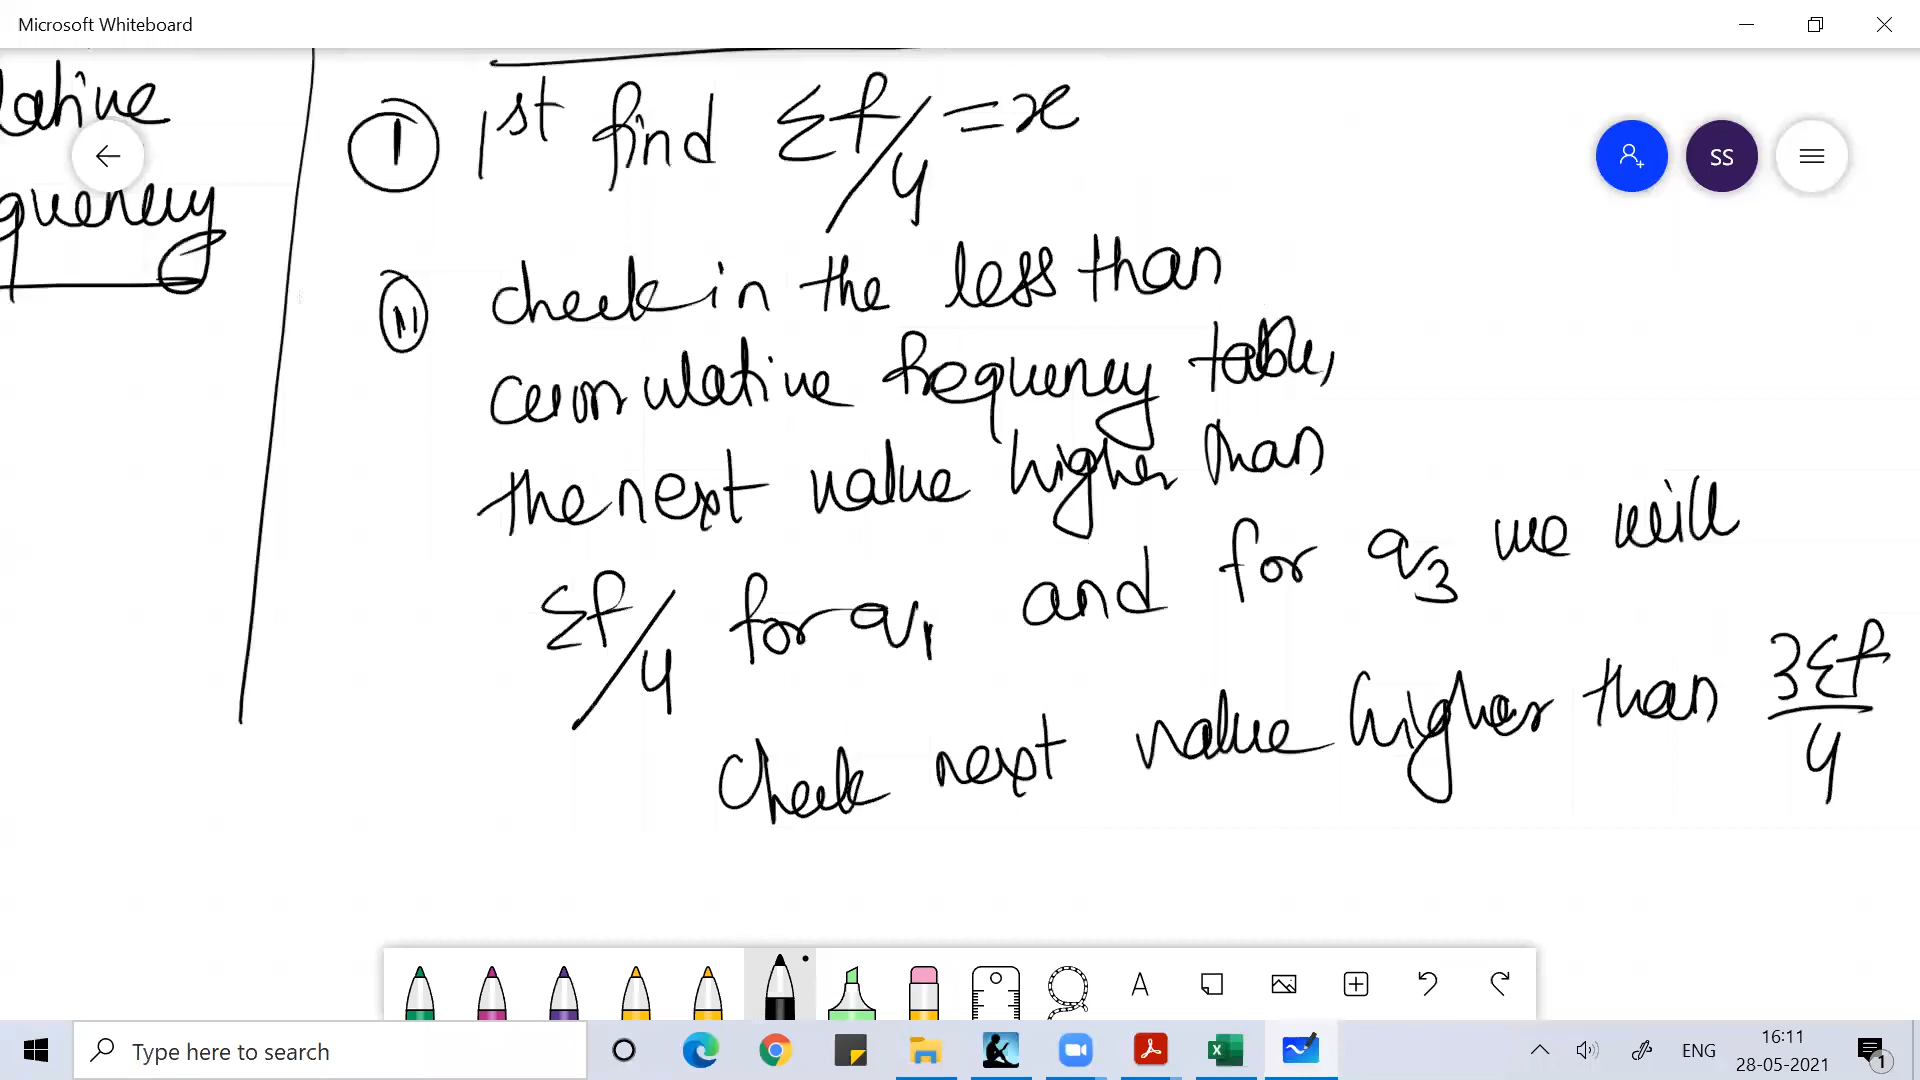 Microsoft Whiteboard
lative
quency
I 1st find Σf/4 = x
II check in the less than
cumulative frequency table,
the next value higher than
Σf/4 for q1 and for q3 we will
check next value higher than 3Σf/4
SS
A
Type here to search
ENG
16:11
28-05-2021
1